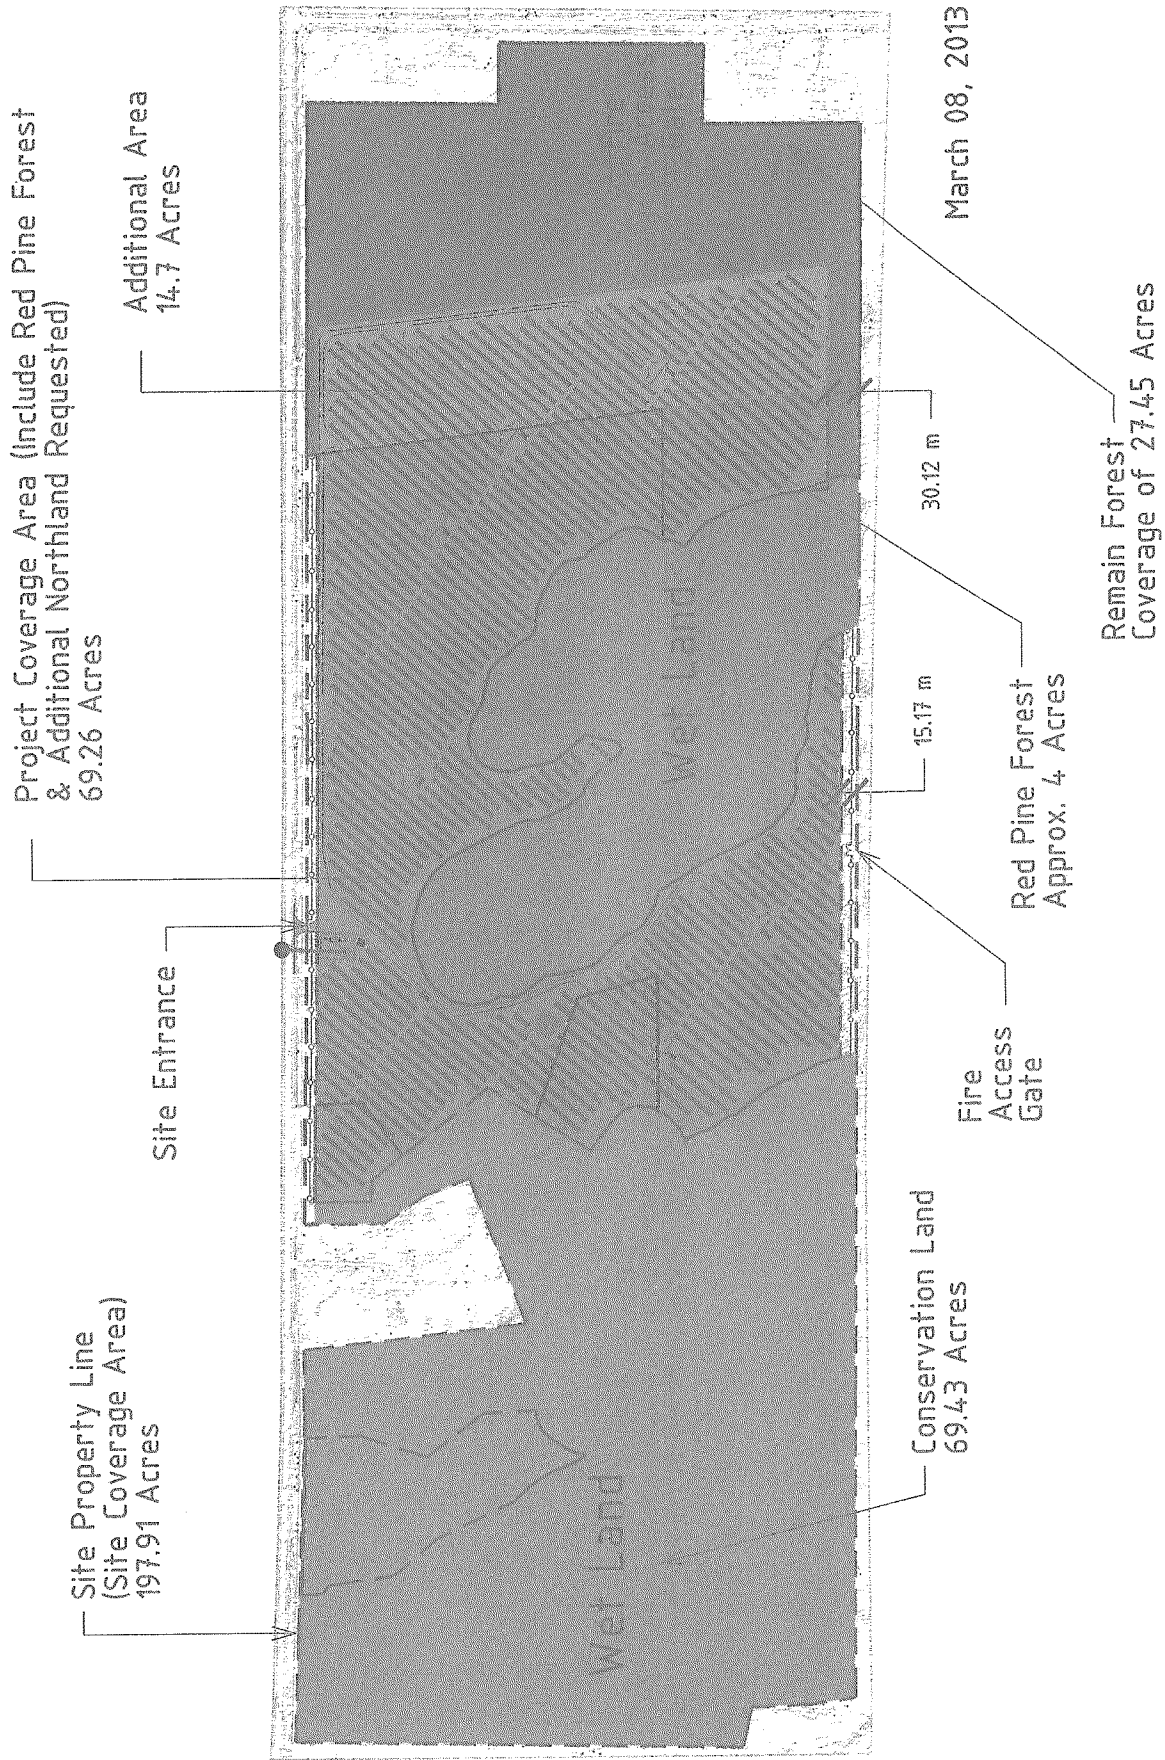 Site Property Line
(Site Coverage Area)
197.91 Acres
Site Entrance
Project Coverage Area (Include Red Pine Forest
& Additional Northland Requested)
69.26 Acres
Additional Area
14.7 Acres
Wet Land
Wet Land
Conservation Land
69.43 Acres
Fire
Access
Gate
15.17 m
Red Pine Forest
Approx. 4 Acres
30.12 m
Remain Forest
Coverage of 27.45 Acres
March 08, 2013